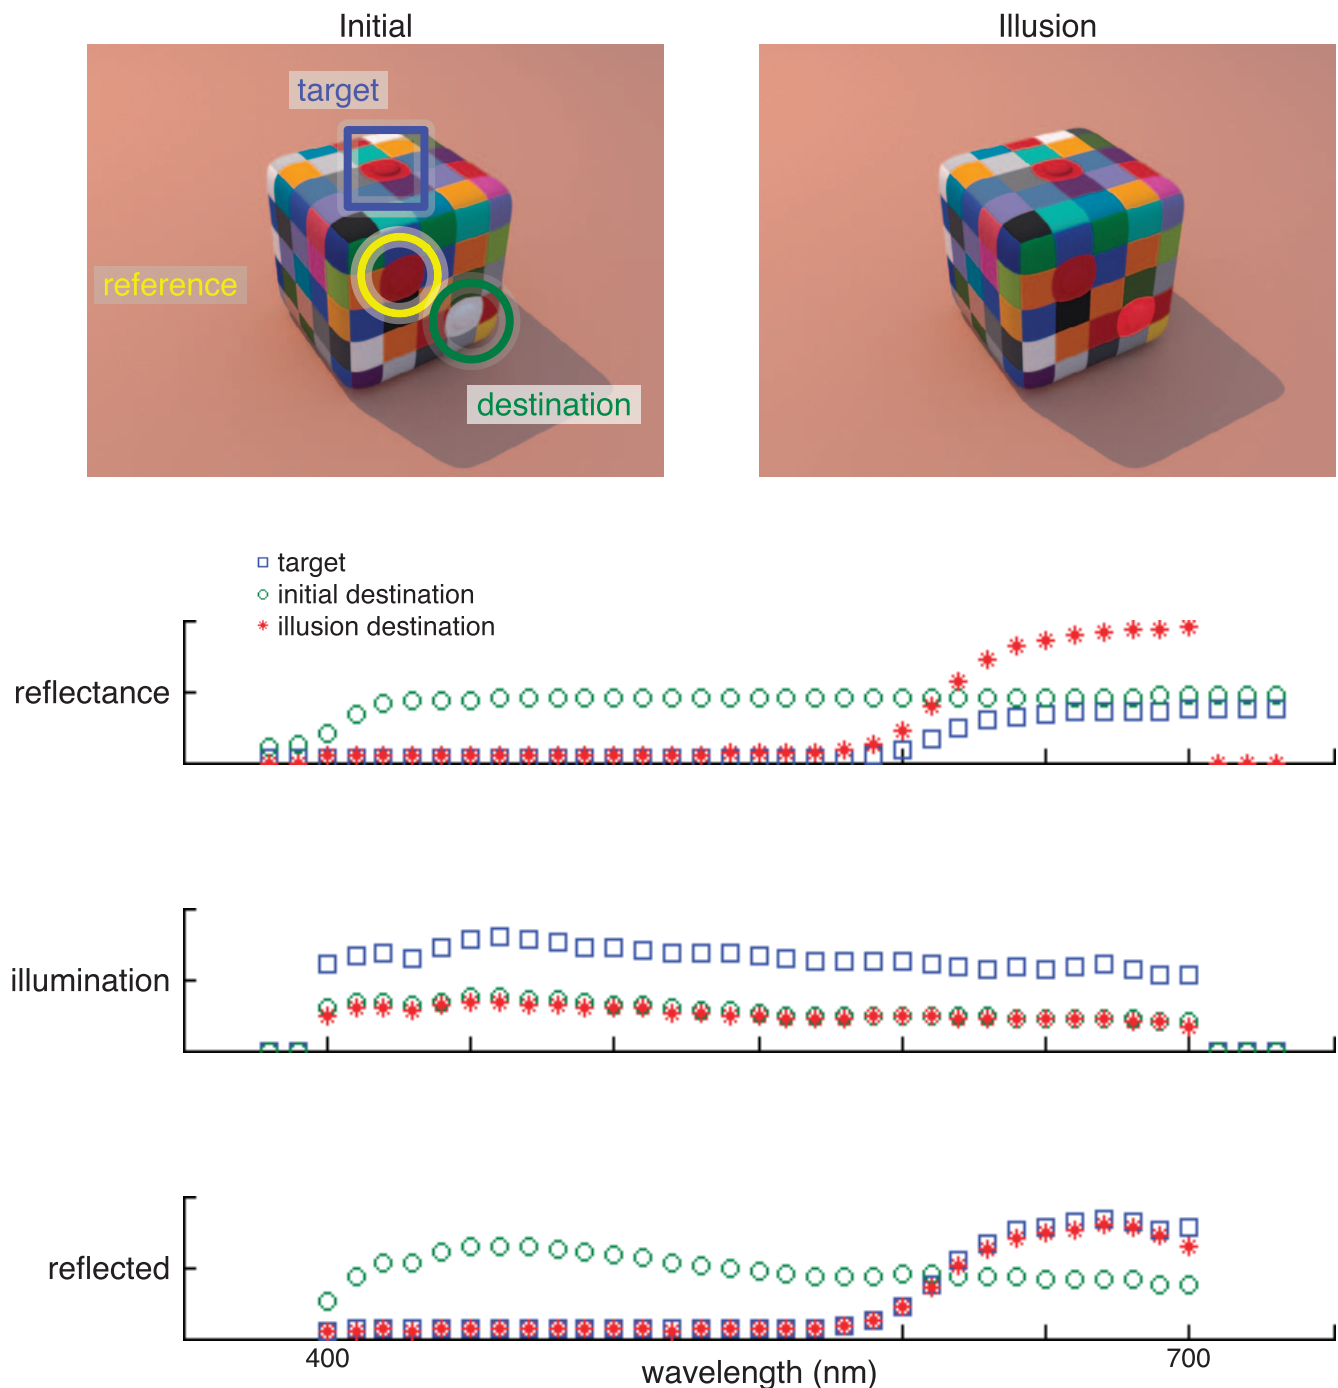 Initial
Illusion
target
reference
destination
target
initial destination
illusion destination
reflectance
illumination
reflected
400
700
wavelength (nm)